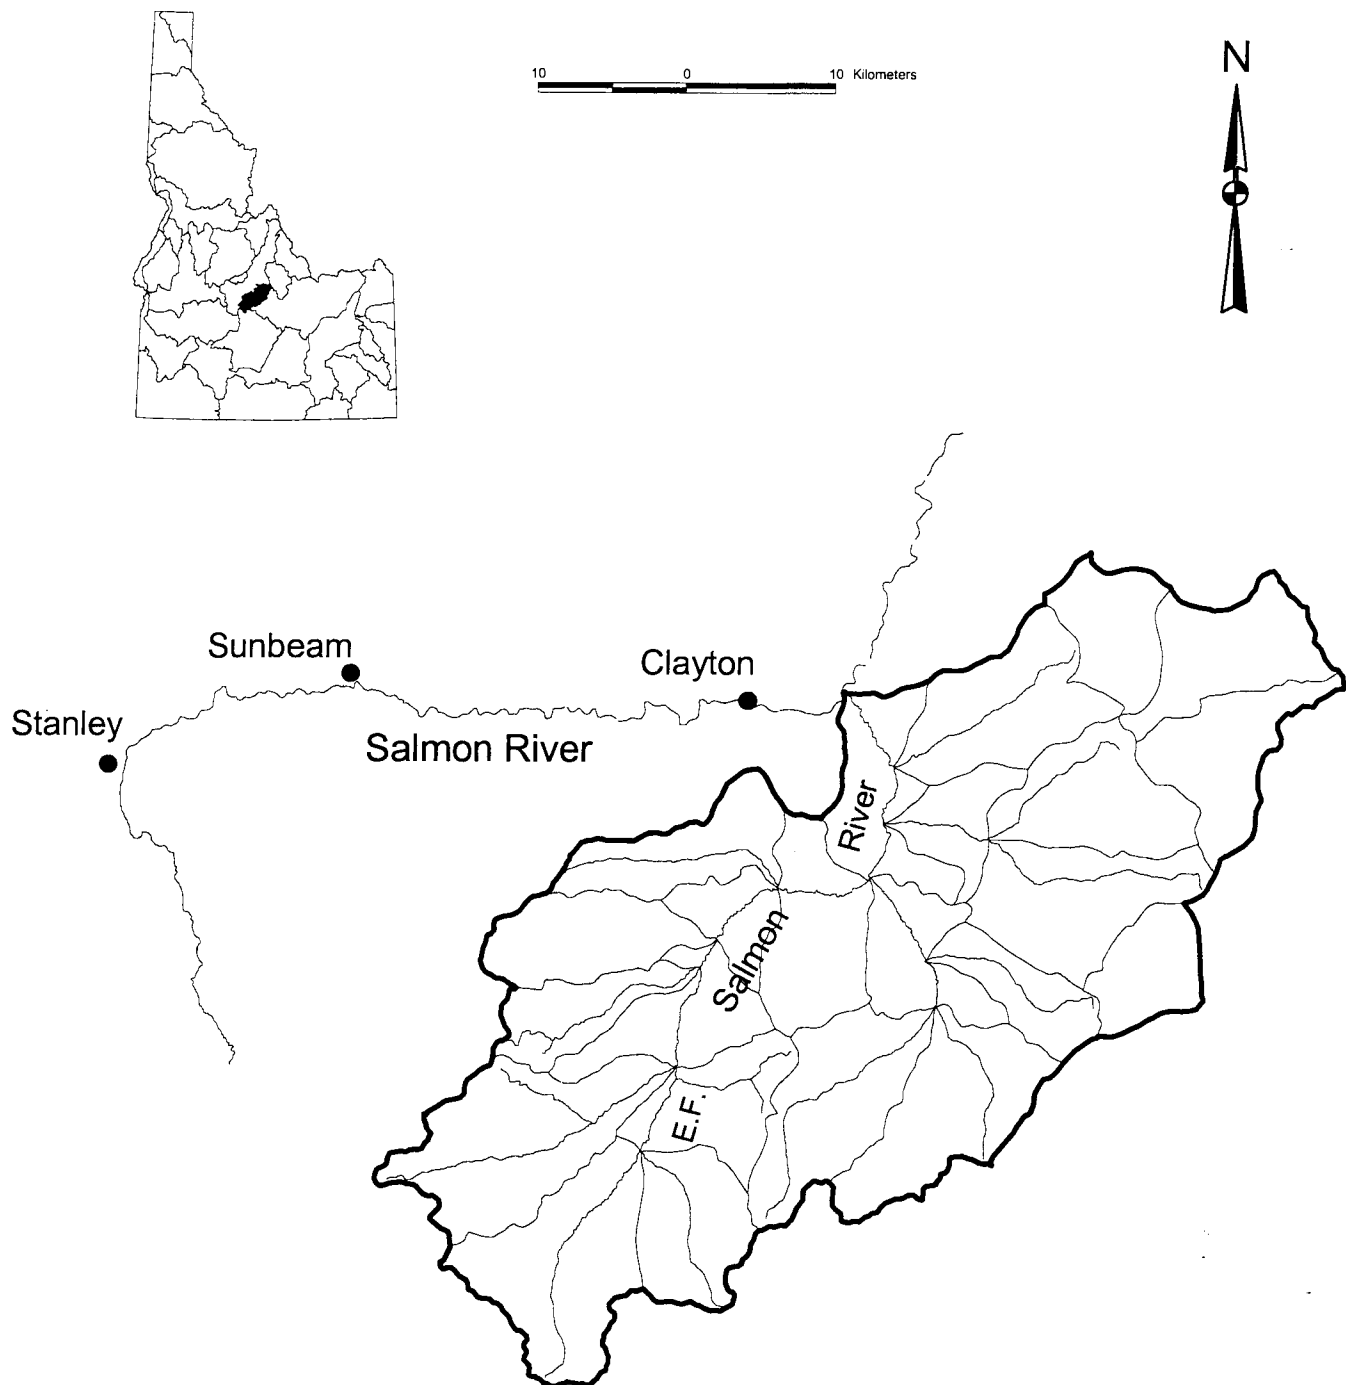 10 0 10 Kilometers
N
Sunbeam
Clayton
Stanley
Salmon River
River
Salmon
E.F.